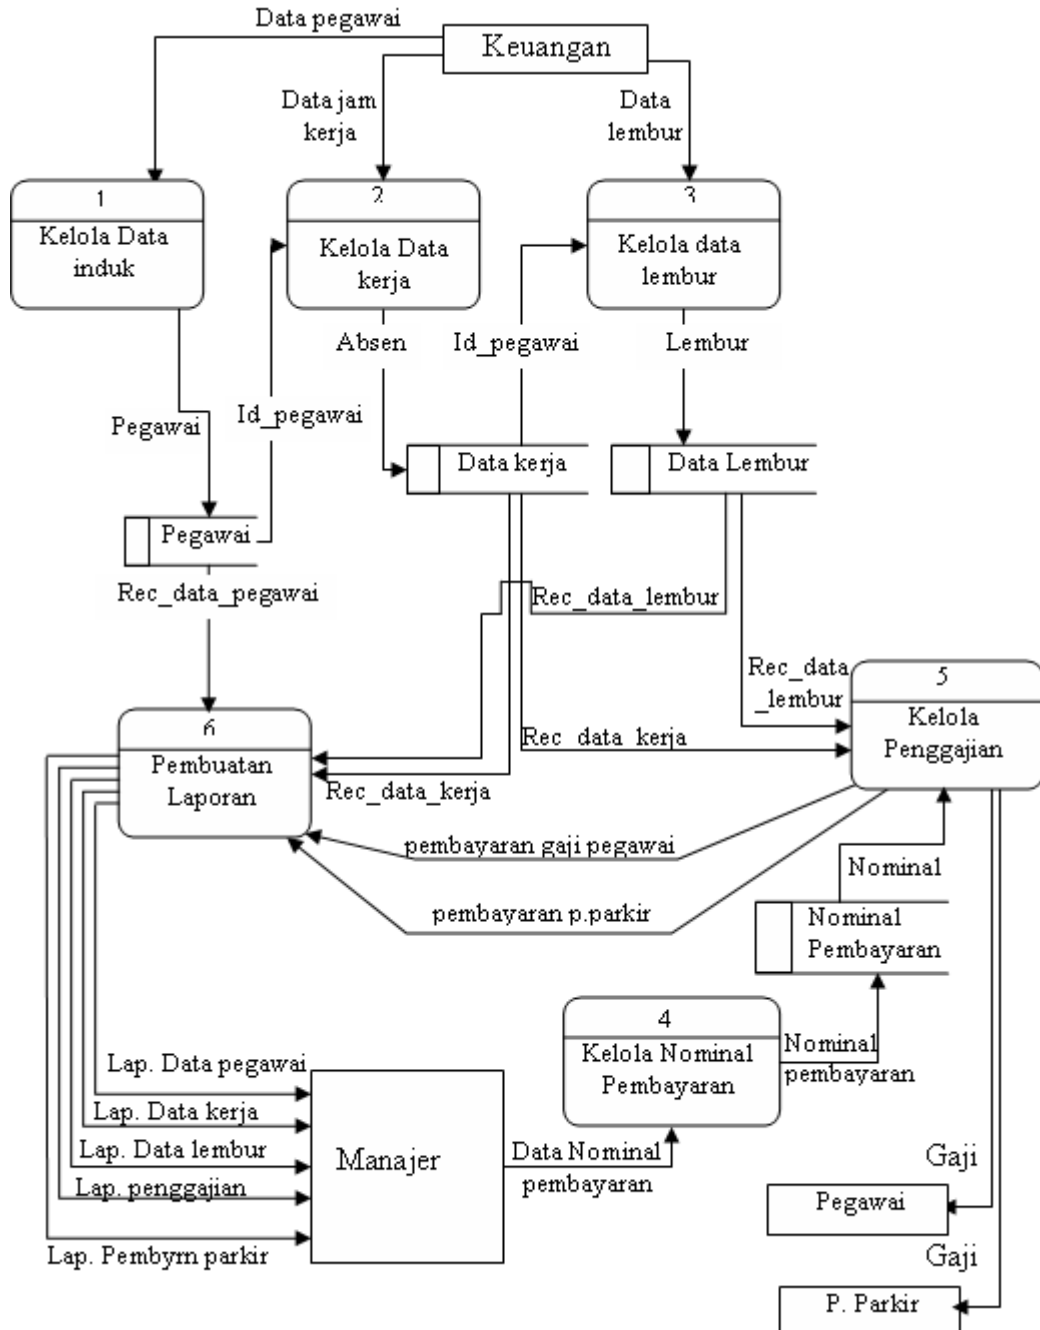 Data pegawai
Keuangan
Data jam
kerja
Data
lembur
1
Kelola Data
induk
2
Kelola Data
kerja
3
Kelola data
lembur
Absen
Id_pegawai
Lembur
Pegawai
Id_pegawai
Data kerja
Data Lembur
Pegawai
Rec_data_pegawai
Rec_data_lembur
Rec_data
_lembur
5
Kelola
Penggajian
6
Pembuatan
Laporan
Rec_data_kerja
Rec_data_kerja
pembayaran gaji pegawai
Nominal
pembayaran p.parkir
Nominal
Pembayaran
4
Kelola Nominal
Pembayaran
Nominal
pembayaran
Lap. Data pegawai
Lap. Data kerja
Lap. Data lembur
Lap. penggajian
Lap. Pembyrn parkir
Manajer
Data Nominal
pembayaran
Gaji
Pegawai
Gaji
P. Parkir